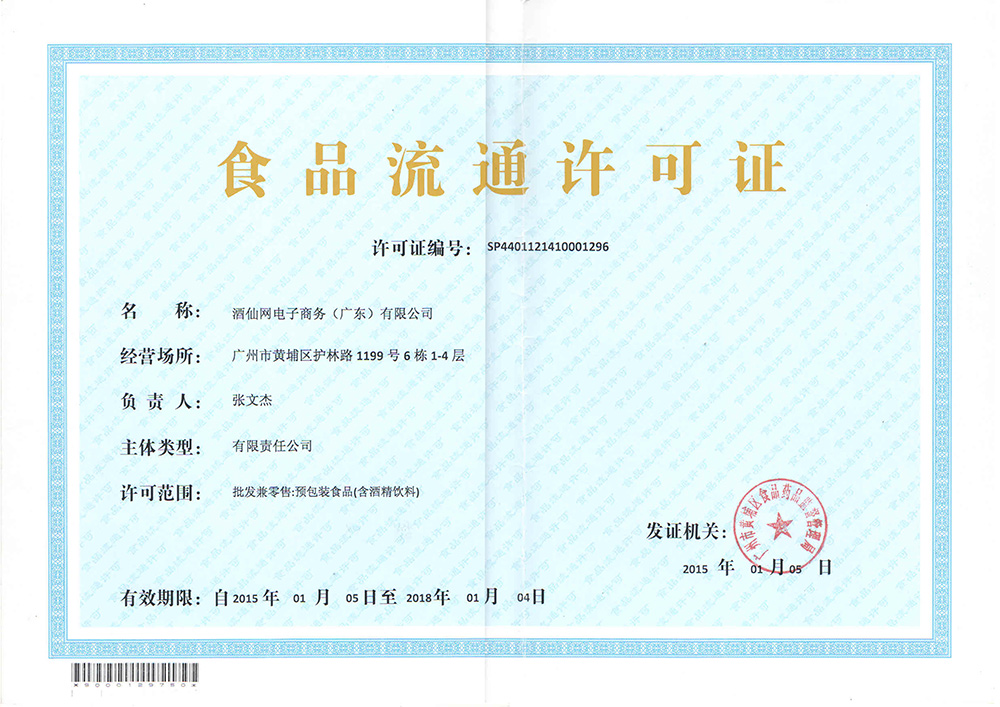 食品流通许可证
许可证编号： SP4401121410001296
名 称： 酒仙网电子商务（广东）有限公司
经营场所： 广州市黄埔区护林路1199号6栋1-4层
负责人： 张文杰
主体类型： 有限责任公司
许可范围： 批发兼零售:预包装食品(含酒精饮料)
发证机关：
广州市黄埔区食品药品监督管理局
2015 年 01 月 05 日
有效期限：自 2015 年 01 月 05 日至 2018 年 01 月 04 日